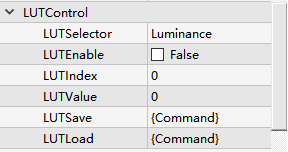 LUTControl
LUTSelector Luminance
LUTEnable False
LUTIndex 0
LUTValue 0
LUTSave {Command}
LUTLoad {Command}